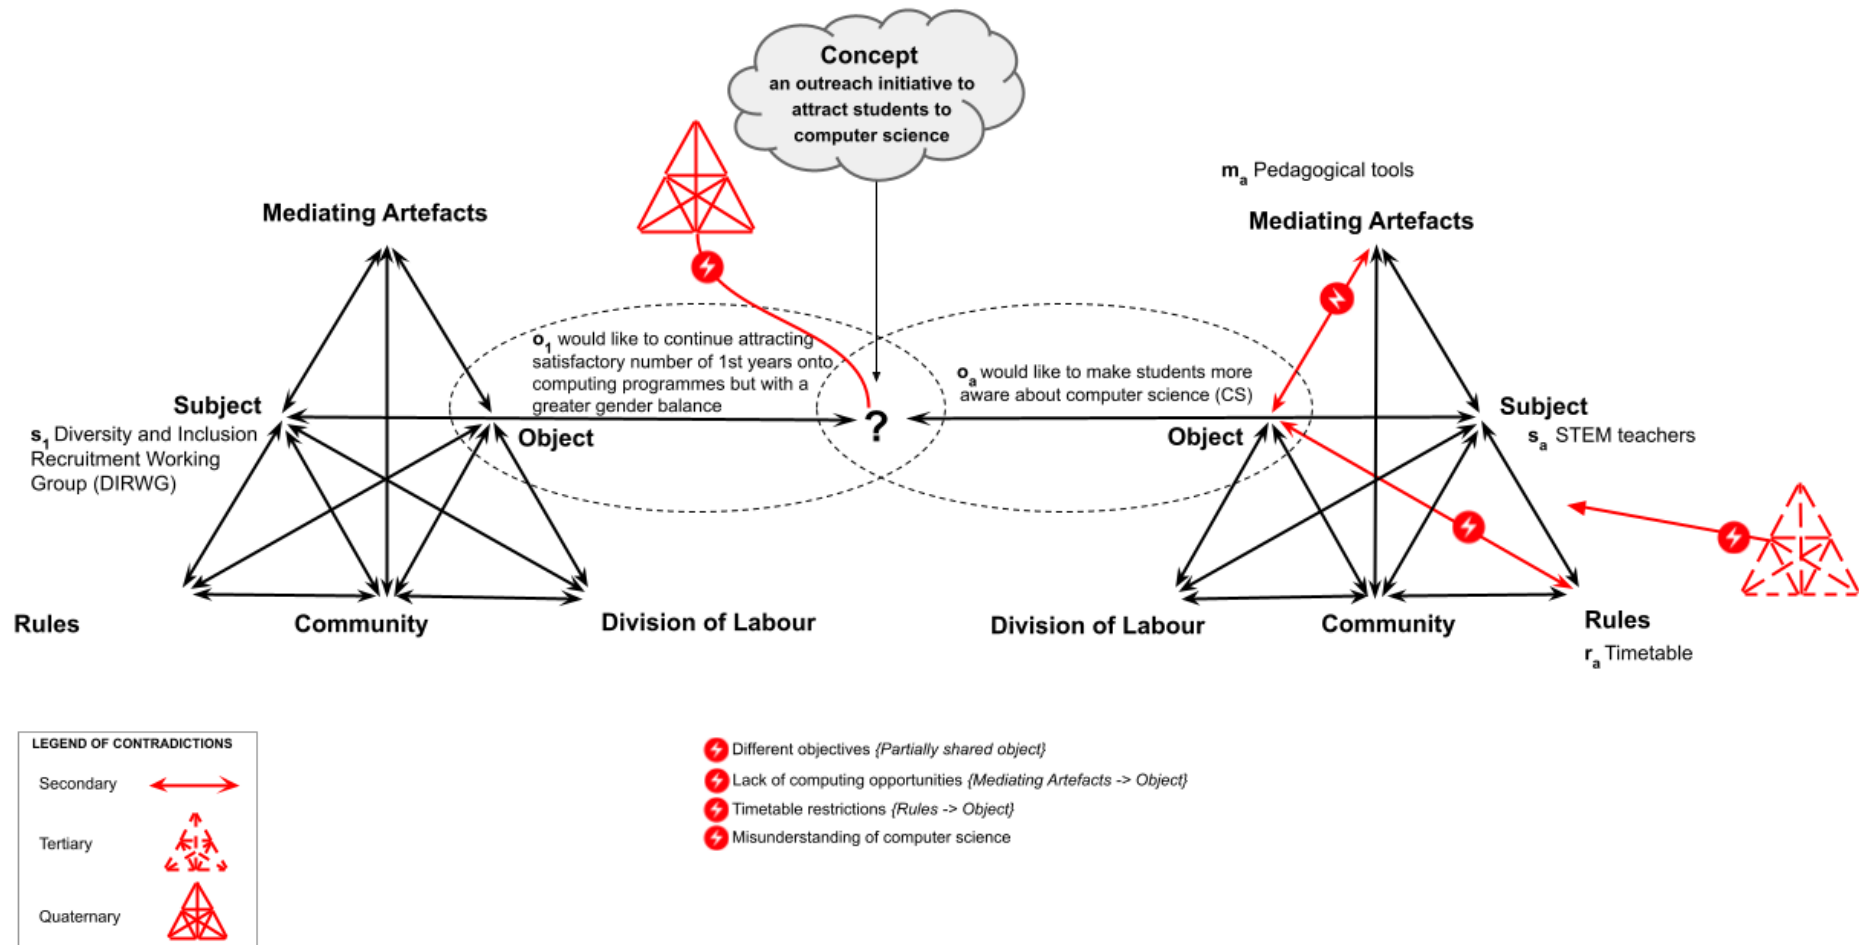 Concept
an outreach initiative to
attract students to
computer science
mₐ Pedagogical tools
Mediating Artefacts
Mediating Artefacts
o₁ would like to continue attracting
satisfactory number of 1st years onto
computing programmes but with a
greater gender balance
oₐ would like to make students more
aware about computer science (CS)
Subject
s₁ Diversity and Inclusion
Recruitment Working
Group (DIRWG)
Object
?
Object
Subject
sₐ STEM teachers
Rules
Community
Division of Labour
Division of Labour
Community
Rules
rₐ Timetable
LEGEND OF CONTRADICTIONS
Secondary
Tertiary
Quaternary
Different objectives {Partially shared object}
Lack of computing opportunities {Mediating Artefacts -> Object}
Timetable restrictions {Rules -> Object}
Misunderstanding of computer science